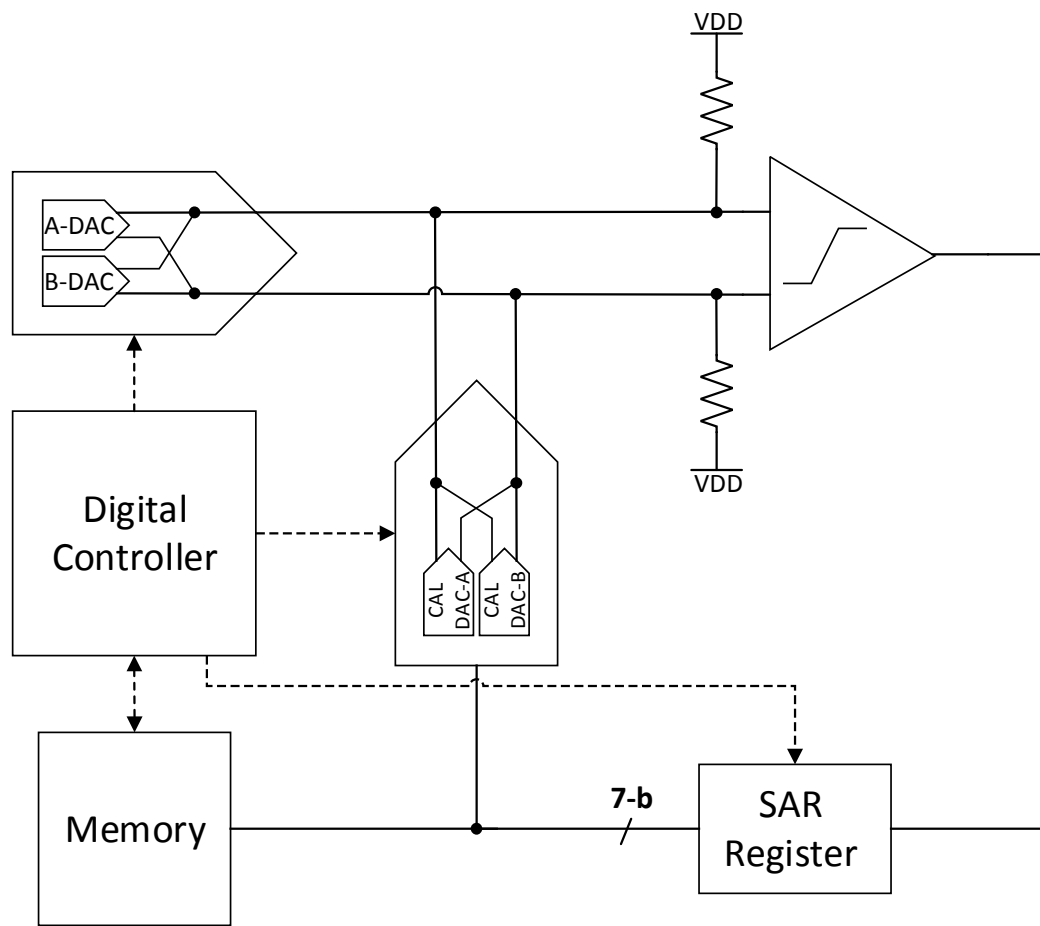 VDD
A-DAC
B-DAC
VDD
Digital
Controller
CAL
DAC-A
CAL
DAC-B
7-b
Memory
SAR
Register